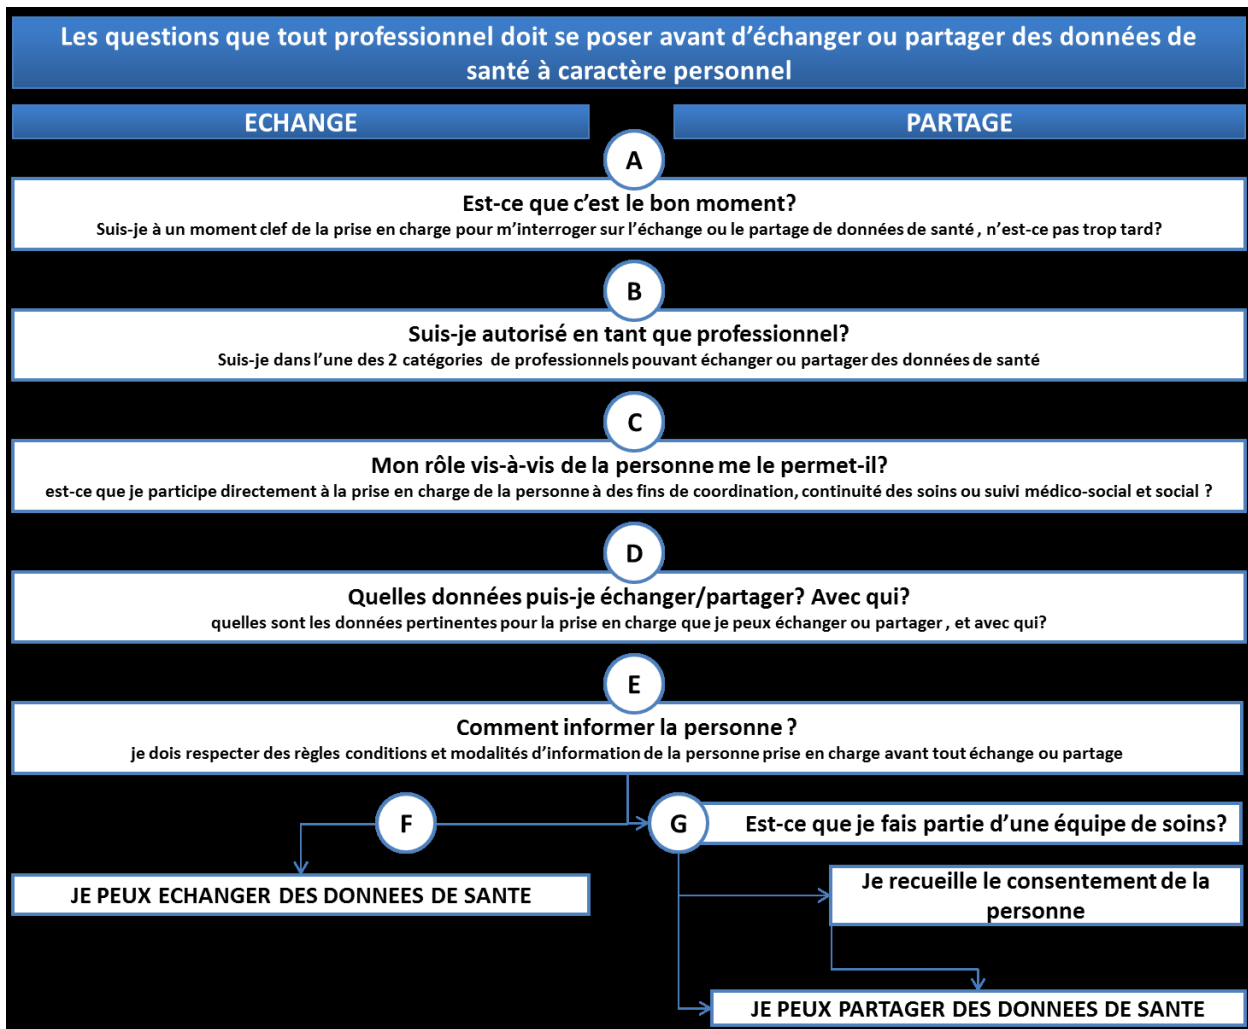 Les questions que tout professionnel doit se poser avant d’échanger ou partager des données de
santé à caractère personnel
ECHANGE
PARTAGE
A
Est-ce que c’est le bon moment?
Suis-je à un moment clef de la prise en charge pour m’interroger sur l’échange ou le partage de données de santé , n’est-ce pas trop tard?
B
Suis-je autorisé en tant que professionnel?
Suis-je dans l’une des 2 catégories de professionnels pouvant échanger ou partager des données de santé
C
Mon rôle vis-à-vis de la personne me le permet-il?
est-ce que je participe directement à la prise en charge de la personne à des fins de coordination, continuité des soins ou suivi médico-social et social ?
D
Quelles données puis-je échanger/partager? Avec qui?
quelles sont les données pertinentes pour la prise en charge que je peux échanger ou partager , et avec qui?
E
Comment informer la personne ?
je dois respecter des règles conditions et modalités d’information de la personne prise en charge avant tout échange ou partage
F
G
Est-ce que je fais partie d’une équipe de soins?
JE PEUX ECHANGER DES DONNEES DE SANTE
Je recueille le consentement de la
personne
JE PEUX PARTAGER DES DONNEES DE SANTE